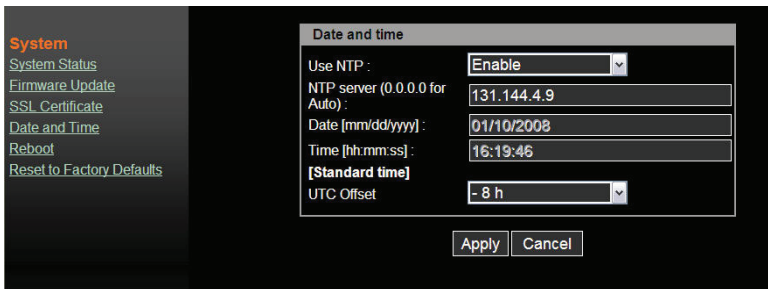 System
System Status
Firmware Update
SSL Certificate
Date and Time
Reboot
Reset to Factory Defaults
Date and time
Use NTP : Enable
NTP server (0.0.0.0 for
Auto) : 131.144.4.9
Date [mm/dd/yyyy] : 01/10/2008
Time [hh:mm:ss] : 16:19:46
[Standard time]
UTC Offset - 8 h
Apply Cancel